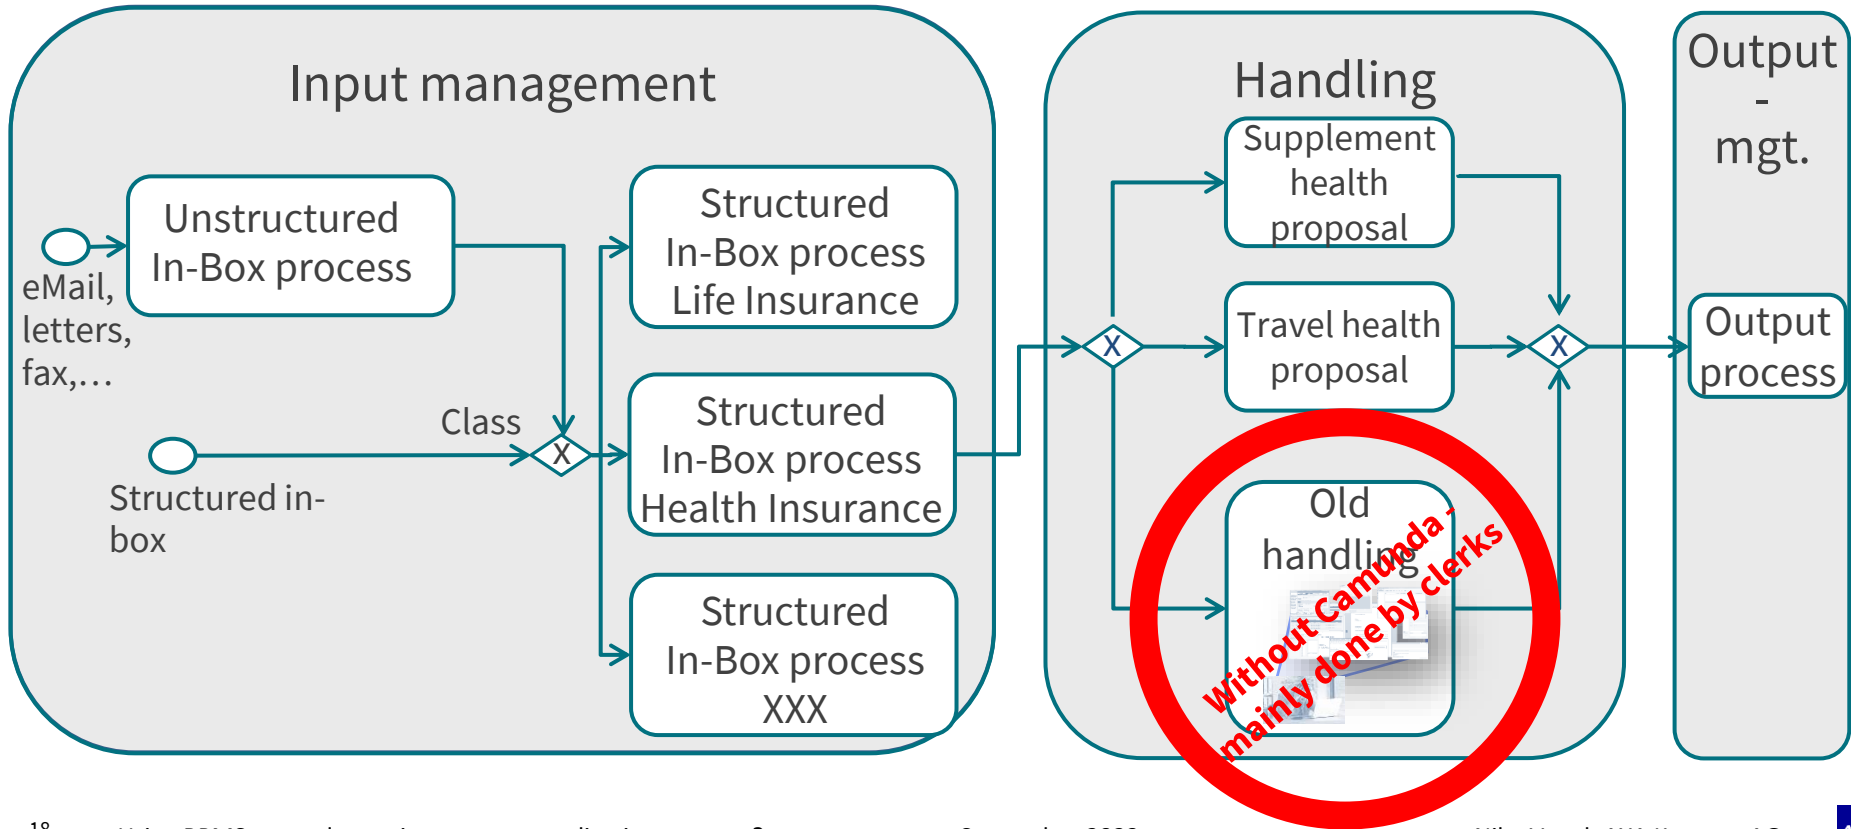 Input management
Unstructured
In-Box process
eMail,
letters,
fax,...
Class
X
Structured in-
box
Structured
In-Box process
Life Insurance
Structured
In-Box process
Health Insurance
Structured
In-Box process
XXX
Handling
Supplement
health
proposal
X
Travel health
proposal
X
Old
handling
Without Camunda -
mainly done by clerks
Output
-
mgt.
Output
process
18